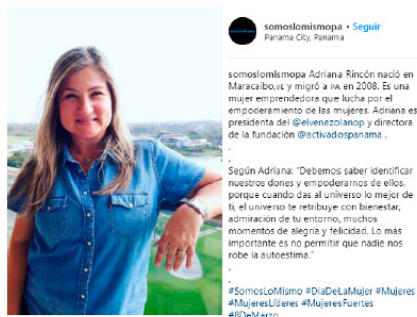 somoslomismopa • Seguir
Panama City, Panama
somoslomismopa Adriana Rincón nació en
Maracaibo,VE y migró a PA en 2008. Es una
mujer emprendedora que lucha por el
empoderamiento de las mujeres. Adriana es
presidenta del @elvenezolanop y directora
de la fundación @activadospanama .
.
.
Según Adriana: "Debemos saber identificar
nuestros dones y empoderarnos de ellos,
porque cuando das al universo lo mejor de
ti, el universo te retribuye con bienestar,
admiración de tu entorno, muchos
momentos de alegría y felicidad. Lo más
importante es no permitir que nadie nos
robe la autoestima."
.
.
#SomosLoMismo #DíaDeLaMujer #Mujeres
#MujeresLíderes #MujeresFuertes
#8DeMarzo